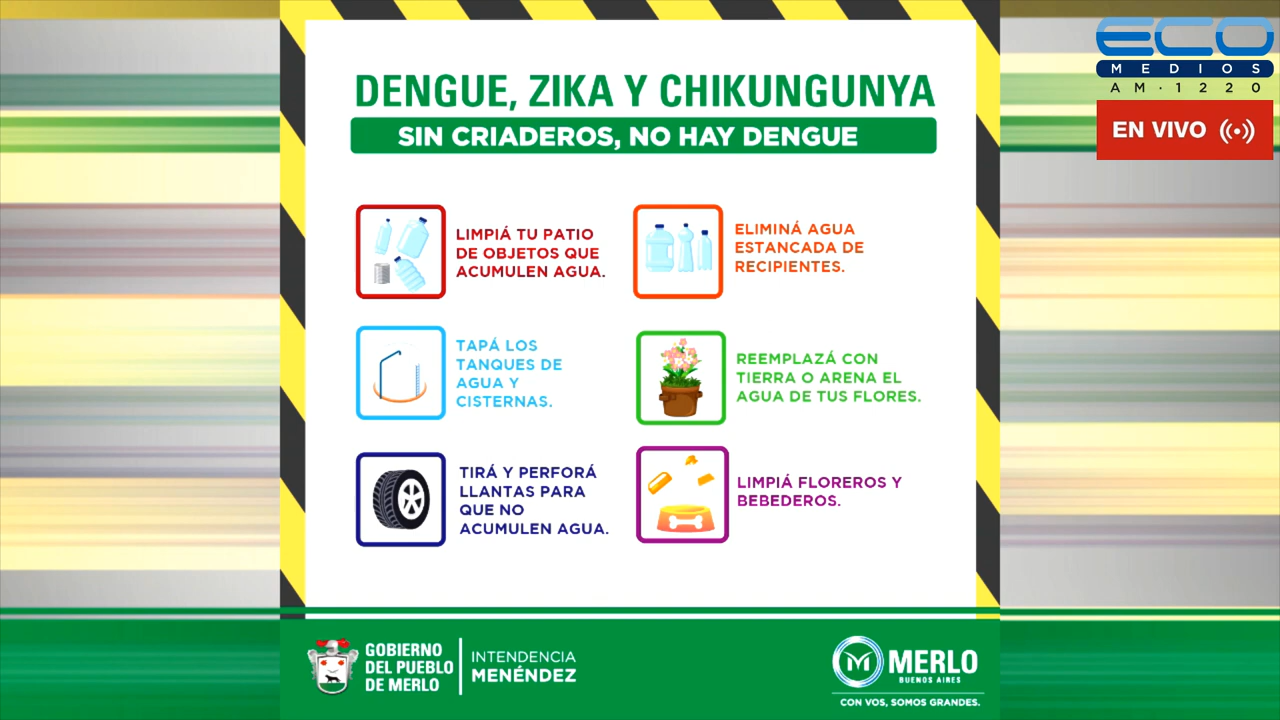 ECO
MEDIOS
AM·1220
EN VIVO
DENGUE, ZIKA Y CHIKUNGUNYA
SIN CRIADEROS, NO HAY DENGUE
LIMPIÁ TU PATIO
DE OBJETOS QUE
ACUMULEN AGUA.
ELIMINÁ AGUA
ESTANCADA DE
RECIPIENTES.
TAPÁ LOS
TANQUES DE
AGUA Y
CISTERNAS.
REEMPLAZÁ CON
TIERRA O ARENA EL
AGUA DE TUS FLORES.
TIRÁ Y PERFORÁ
LLANTAS PARA
QUE NO
ACUMULEN AGUA.
LIMPIÁ FLOREROS Y
BEBEDEROS.
GOBIERNO
DEL PUEBLO
DE MERLO
INTENDENCIA
MENÉNDEZ
MERLO
BUENOS AIRES
CON VOS, SOMOS GRANDES.